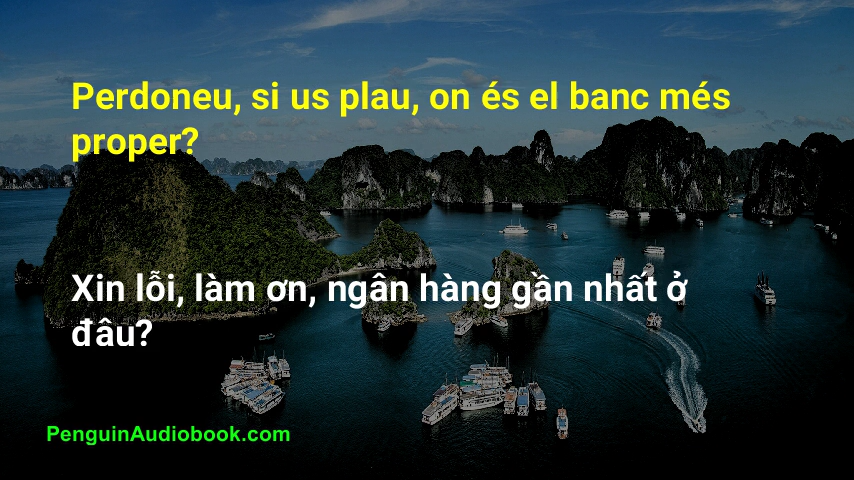 Perdoneu, si us plau, on és el banc més
proper?
Xin lỗi, làm ơn, ngân hàng gần nhất ở
đâu?
PenguinAudiobook.com